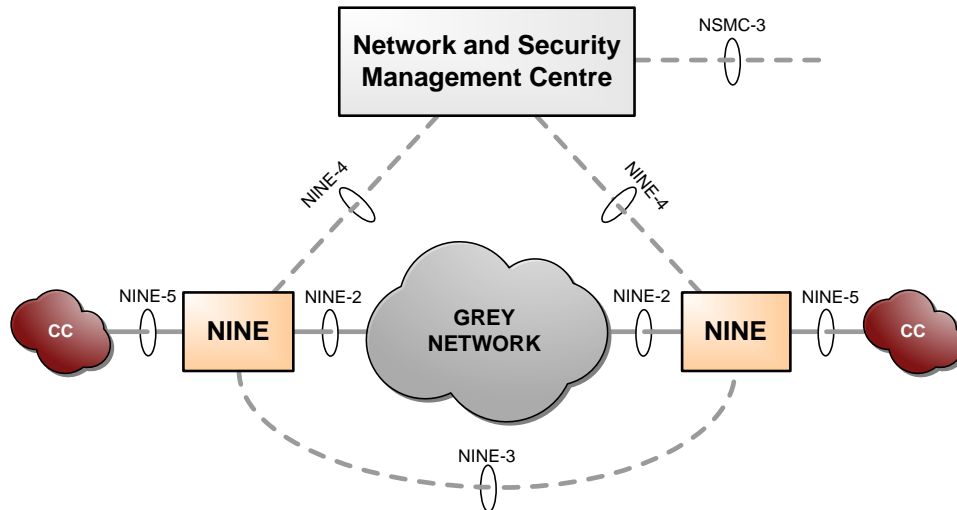 NSMC-3
Network and Security
Management Centre
NINE-4
NINE-4
NINE-5
NINE-2
NINE-2
NINE-5
CC
NINE
GREY
NETWORK
NINE
CC
NINE-3